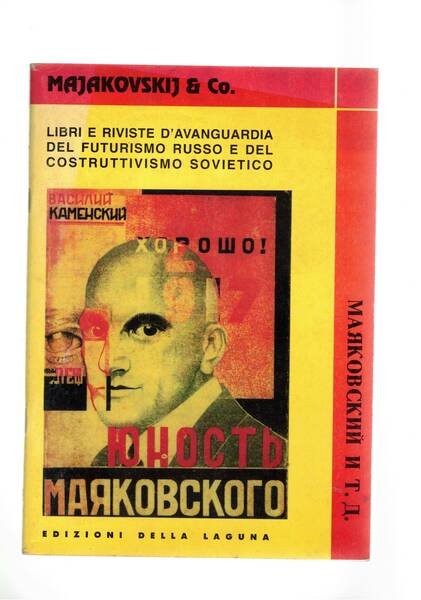 MAJAKOVSKIJ & Co.
LIBRI E RIVISTE D'AVANGUARDIA
DEL FUTURISMO RUSSO E DEL
COSTRUTTIVISMO SOVIETICO
ВАСИЛИЙ
КАМЕНСКИЙ
ХОРОШО!
1917
ЮНОСТЬ
МАЯКОВСКОГО
EDIZIONI DELLA LAGUNA
МАЯКОВСКИЙ И Т. Д.